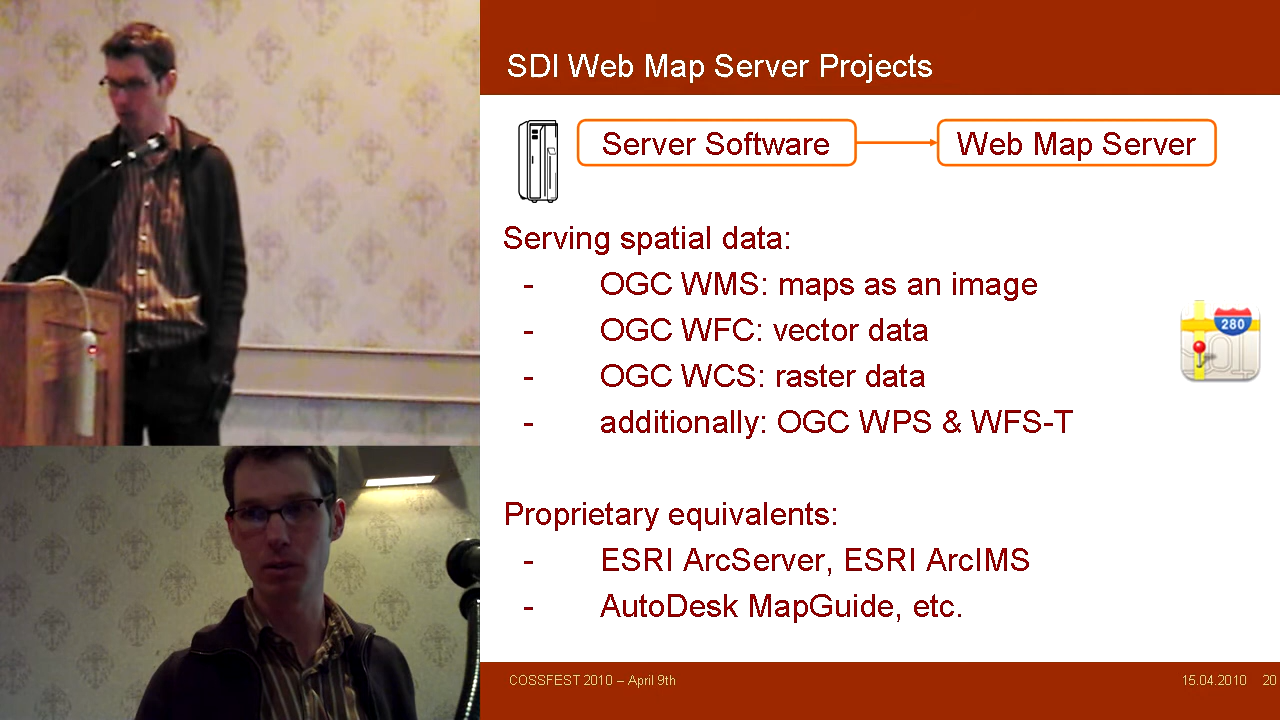 SDI Web Map Server Projects
Server Software
Web Map Server
Serving spatial data:
- OGC WMS: maps as an image
- OGC WFC: vector data
- OGC WCS: raster data
- additionally: OGC WPS & WFS-T
280
Proprietary equivalents:
- ESRI ArcServer, ESRI ArcIMS
- AutoDesk MapGuide, etc.
COSSFEST 2010 – April 9th
15.04.2010 20